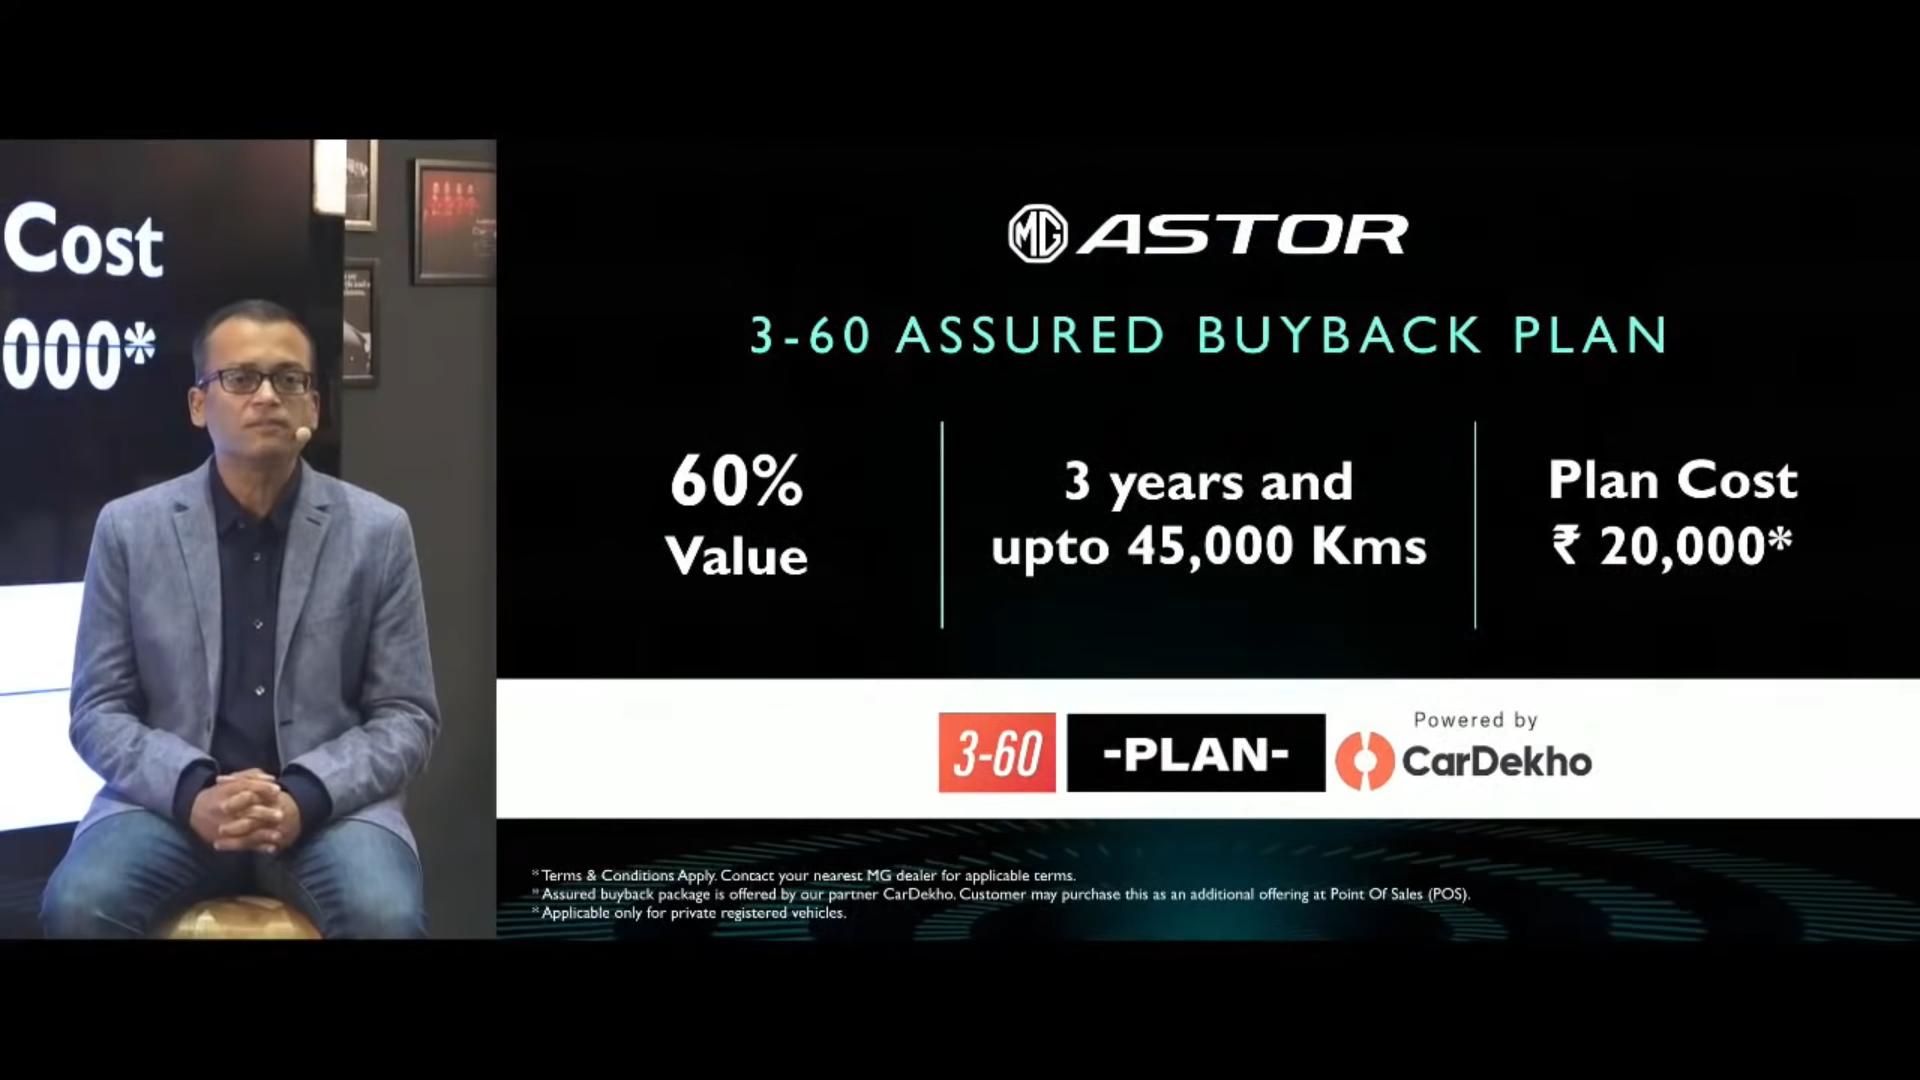 Cost
000*
MG ASTOR
3-60 ASSURED BUYBACK PLAN
60%
Value
3 years and
upto 45,000 Kms
Plan Cost
₹ 20,000*
3-60 -PLAN- Powered by
CarDekho
*Terms & Conditions Apply. Contact your nearest MG dealer for applicable terms.
*Assured buyback package is offered by our partner CarDekho. Customer may purchase this as an additional offering at Point Of Sales (POS).
*Applicable only for private registered vehicles.